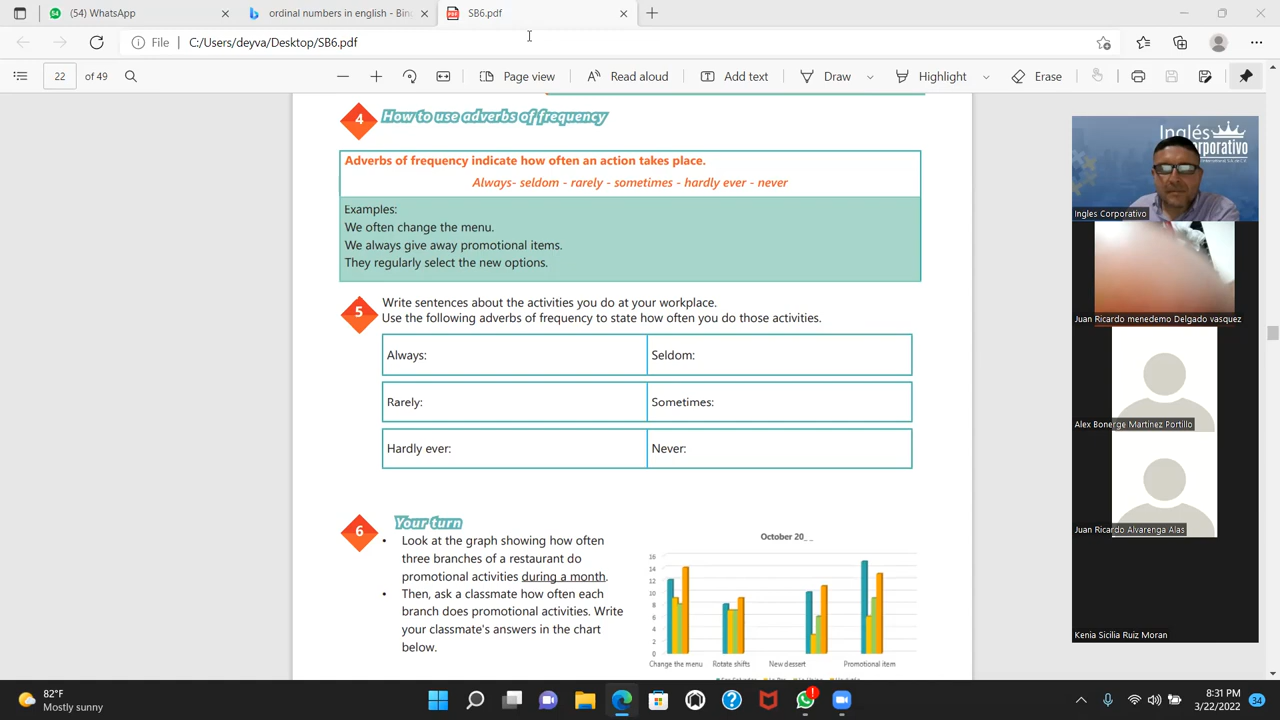 (54) WhatsApp
ordinal numbers in english - Bing
SB6.pdf
File
C:/Users/deyva/Desktop/SB6.pdf
22 of 49
Page view
Read aloud
Add text
Draw
Highlight
Erase
4
How to use adverbs of frequency
Adverbs of frequency indicate how often an action takes place.
Always- seldom - rarely - sometimes - hardly ever - never
Examples:
We often change the menu.
We always give away promotional items.
They regularly select the new options.
5
Write sentences about the activities you do at your workplace.
Use the following adverbs of frequency to state how often you do those activities.
Always:
Seldom:
Rarely:
Sometimes:
Hardly ever:
Never:
6
Your turn
• Look at the graph showing how often
three branches of a restaurant do
promotional activities during a month.
• Then, ask a classmate how often each
branch does promotional activities. Write
your classmate's answers in the chart
below.
October 20_ _
16
14
12
10
8
6
4
2
0
Change the menu
Rotate shifts
New dessert
Promotional item
Inglés
Corporativo
Ingles Corporativo
Juan Ricardo menedemo Delgado vasquez
Alex Bonerge Martinez Portillo
Juan Ricardo Alvarenga Alas
Kenia Sicilia Ruiz Moran
82°F
Mostly sunny
8:31 PM
3/22/2022
34